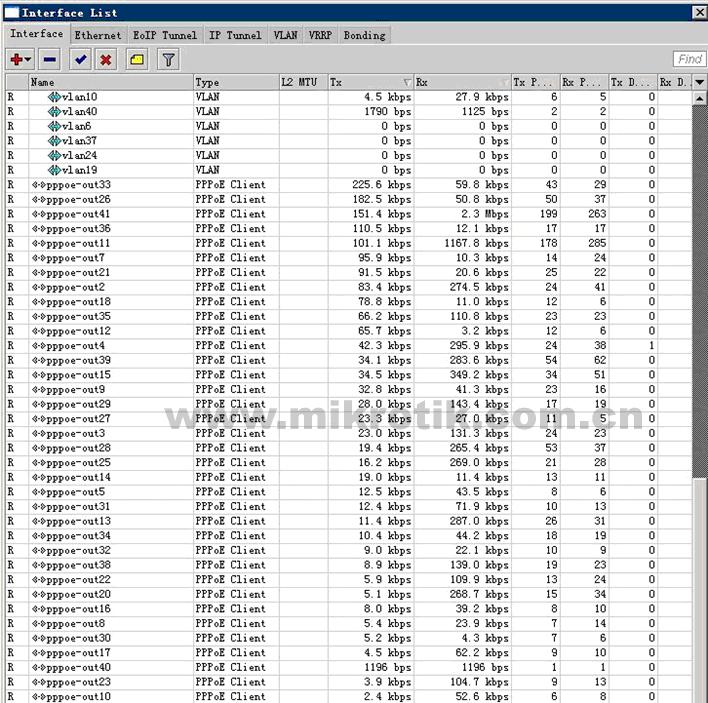 Interface List
Interface Ethernet EoIP Tunnel IP Tunnel VLAN VRRP Bonding
Find
Name Type L2 MTU Tx Rx Tx P... Rx P... Tx D... Rx D..
R vlan10 VLAN 4.5 kbps 27.9 kbps 6 5 0
R vlan40 VLAN 1790 bps 1125 bps 2 2 0
R vlan6 VLAN 0 bps 0 bps 0 0 0
R vlan37 VLAN 0 bps 0 bps 0 0 0
R vlan24 VLAN 0 bps 0 bps 0 0 0
R vlan19 VLAN 0 bps 0 bps 0 0 0
R pppoe-out33 PPPoE Client 225.6 kbps 59.8 kbps 43 29 0
R pppoe-out26 PPPoE Client 182.5 kbps 50.8 kbps 50 37 0
R pppoe-out41 PPPoE Client 151.4 kbps 2.3 Mbps 199 263 0
R pppoe-out36 PPPoE Client 110.5 kbps 12.1 kbps 17 17 0
R pppoe-out11 PPPoE Client 101.1 kbps 1167.8 kbps 178 285 0
R pppoe-out7 PPPoE Client 95.9 kbps 10.3 kbps 14 24 0
R pppoe-out21 PPPoE Client 91.5 kbps 20.6 kbps 25 22 0
R pppoe-out2 PPPoE Client 83.4 kbps 274.5 kbps 24 41 0
R pppoe-out18 PPPoE Client 78.8 kbps 11.0 kbps 12 6 0
R pppoe-out35 PPPoE Client 66.2 kbps 110.8 kbps 23 23 0
R pppoe-out12 PPPoE Client 65.7 kbps 3.2 kbps 12 6 0
R pppoe-out4 PPPoE Client 42.3 kbps 295.9 kbps 24 38 1
R pppoe-out39 PPPoE Client 34.1 kbps 283.6 kbps 54 62 0
R pppoe-out15 PPPoE Client 34.5 kbps 349.2 kbps 34 51 0
R pppoe-out9 PPPoE Client 32.8 kbps 41.3 kbps 23 16 0
R pppoe-out29 PPPoE Client 28.0 kbps 143.4 kbps 17 19 0
www.mikrotik.com.cn
R pppoe-out27 PPPoE Client 23.3 kbps 27.0 kbps 11 5 0
R pppoe-out3 PPPoE Client 23.0 kbps 131.3 kbps 24 23 0
R pppoe-out28 PPPoE Client 19.4 kbps 265.4 kbps 53 37 0
R pppoe-out25 PPPoE Client 16.2 kbps 269.0 kbps 21 28 0
R pppoe-out14 PPPoE Client 19.0 kbps 11.4 kbps 13 11 0
R pppoe-out5 PPPoE Client 12.5 kbps 43.5 kbps 8 6 0
R pppoe-out31 PPPoE Client 12.4 kbps 71.9 kbps 10 13 0
R pppoe-out13 PPPoE Client 11.4 kbps 287.0 kbps 26 31 0
R pppoe-out34 PPPoE Client 10.4 kbps 44.2 kbps 18 19 0
R pppoe-out32 PPPoE Client 9.0 kbps 22.1 kbps 10 9 0
R pppoe-out38 PPPoE Client 8.9 kbps 139.0 kbps 19 23 0
R pppoe-out22 PPPoE Client 5.9 kbps 109.9 kbps 13 24 0
R pppoe-out20 PPPoE Client 5.1 kbps 268.7 kbps 15 34 0
R pppoe-out16 PPPoE Client 8.0 kbps 39.2 kbps 8 10 0
R pppoe-out8 PPPoE Client 5.4 kbps 23.9 kbps 7 14 0
R pppoe-out30 PPPoE Client 5.2 kbps 4.3 kbps 7 6 0
R pppoe-out17 PPPoE Client 4.5 kbps 62.2 kbps 9 10 0
R pppoe-out40 PPPoE Client 1196 bps 1196 bps 1 1 0
R pppoe-out23 PPPoE Client 3.9 kbps 104.7 kbps 9 13 0
R pppoe-out10 PPPoE Client 2.4 kbps 52.6 kbps 6 8 0